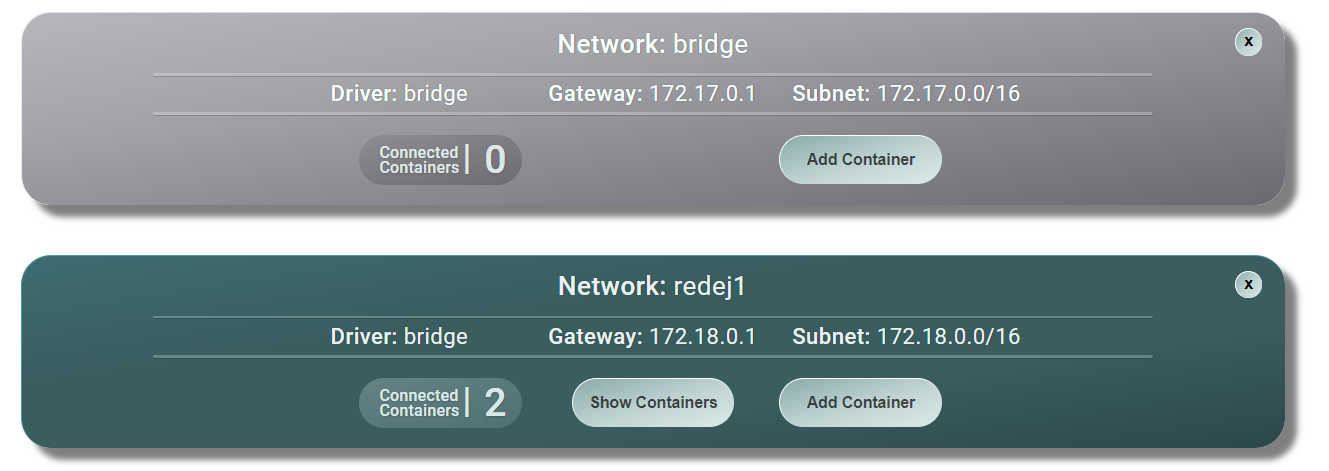 Network: bridge
x
Driver: bridge Gateway: 172.17.0.1 Subnet: 172.17.0.0/16
Connected
Containers
0
Add Container
Network: redej1
x
Driver: bridge Gateway: 172.18.0.1 Subnet: 172.18.0.0/16
Connected
Containers
2
Show Containers
Add Container